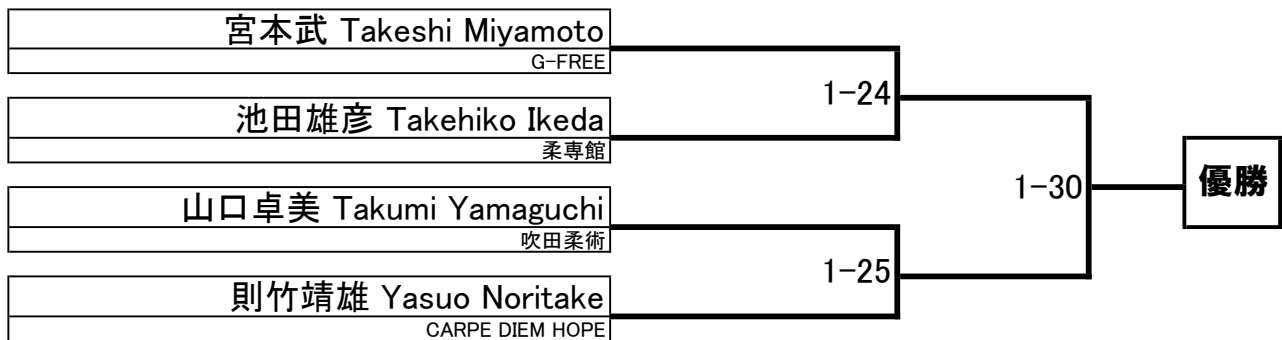 宮本武 Takeshi Miyamoto
G-FREE
1-24
池田雄彦 Takehiko Ikeda
柔専館
1-30
優勝
山口卓美 Takumi Yamaguchi
吹田柔術
1-25
則竹靖雄 Yasuo Noritake
CARPE DIEM HOPE